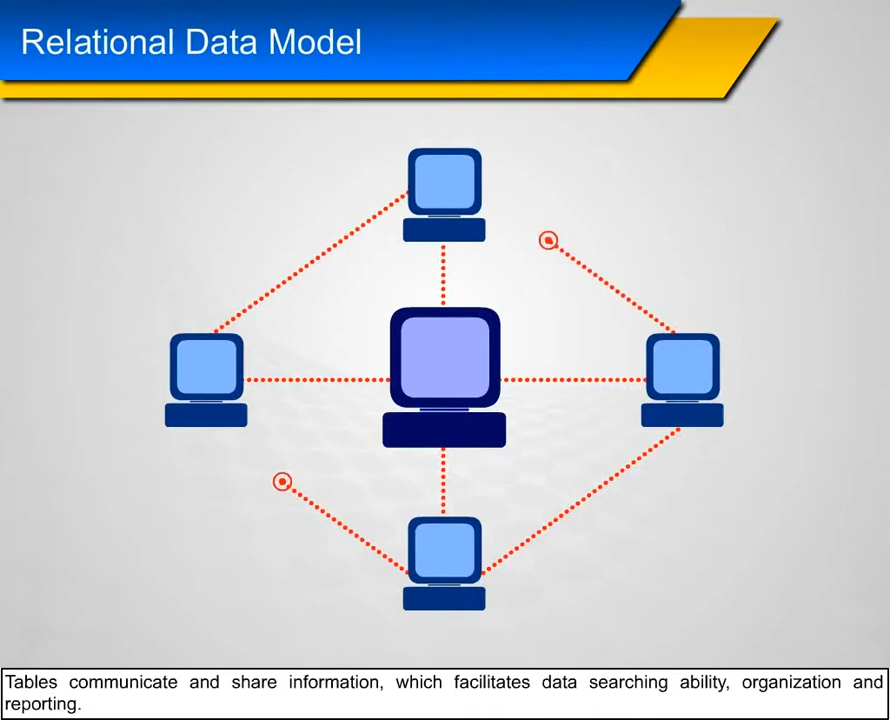 Relational Data Model
Tables communicate and share information, which facilitates data searching ability, organization and
reporting.